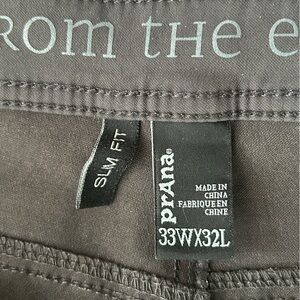 ROM THE E
SLIM FIT
prAna®
MADE IN
CHINA
FABRIQUE EN
CHINE
33WX32L